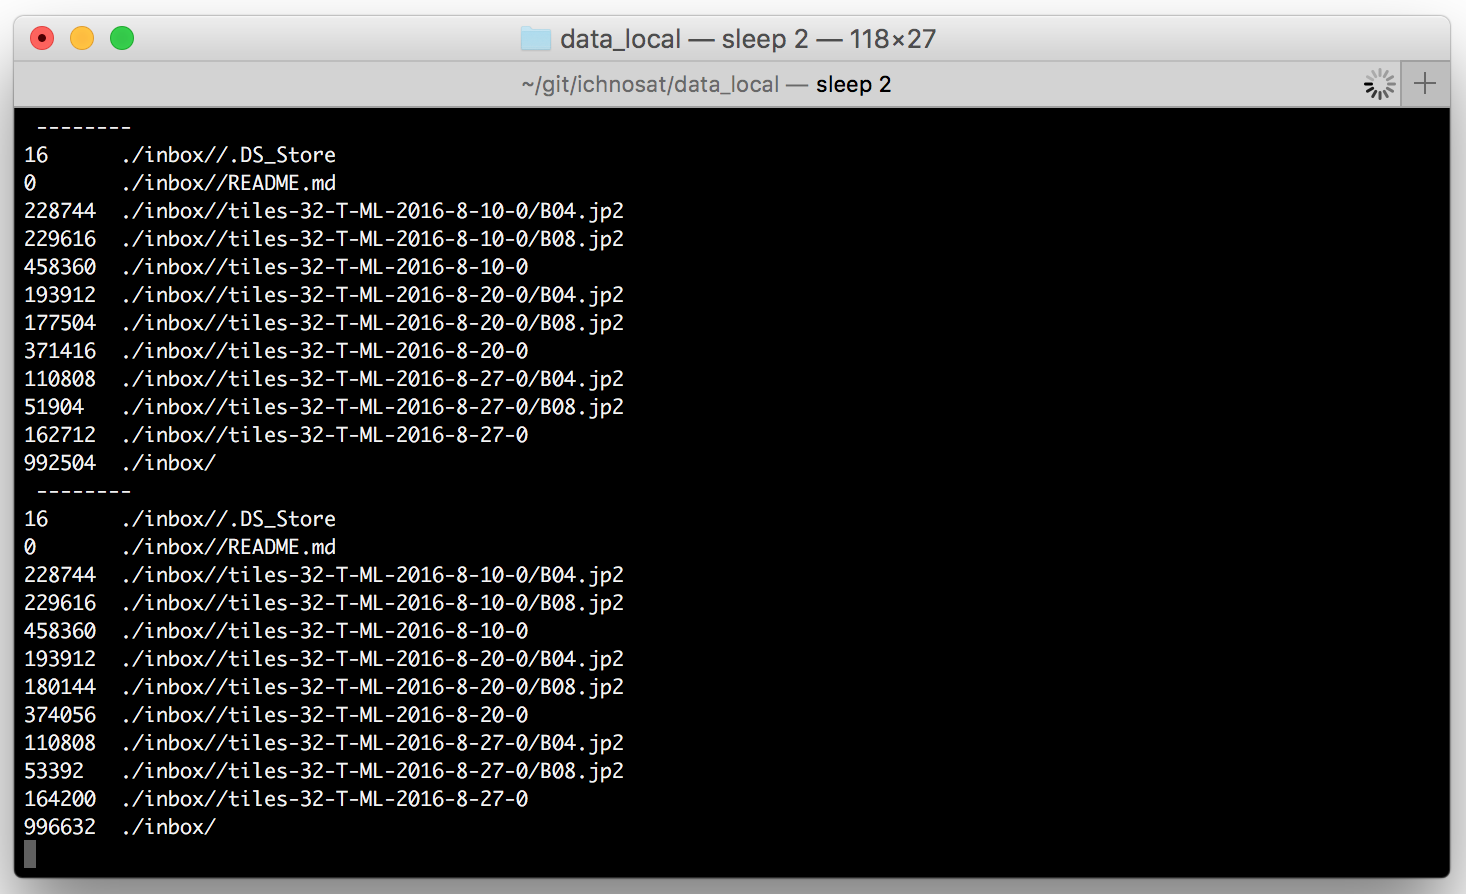 data_local — sleep 2 — 118×27
~/git/ichnosat/data_local — sleep 2
--------
16 ./inbox//.DS_Store
0 ./inbox//README.md
228744 ./inbox//tiles-32-T-ML-2016-8-10-0/B04.jp2
229616 ./inbox//tiles-32-T-ML-2016-8-10-0/B08.jp2
458360 ./inbox//tiles-32-T-ML-2016-8-10-0
193912 ./inbox//tiles-32-T-ML-2016-8-20-0/B04.jp2
177504 ./inbox//tiles-32-T-ML-2016-8-20-0/B08.jp2
371416 ./inbox//tiles-32-T-ML-2016-8-20-0
110808 ./inbox//tiles-32-T-ML-2016-8-27-0/B04.jp2
51904 ./inbox//tiles-32-T-ML-2016-8-27-0/B08.jp2
162712 ./inbox//tiles-32-T-ML-2016-8-27-0
992504 ./inbox/
--------
16 ./inbox//.DS_Store
0 ./inbox//README.md
228744 ./inbox//tiles-32-T-ML-2016-8-10-0/B04.jp2
229616 ./inbox//tiles-32-T-ML-2016-8-10-0/B08.jp2
458360 ./inbox//tiles-32-T-ML-2016-8-10-0
193912 ./inbox//tiles-32-T-ML-2016-8-20-0/B04.jp2
180144 ./inbox//tiles-32-T-ML-2016-8-20-0/B08.jp2
374056 ./inbox//tiles-32-T-ML-2016-8-20-0
110808 ./inbox//tiles-32-T-ML-2016-8-27-0/B04.jp2
53392 ./inbox//tiles-32-T-ML-2016-8-27-0/B08.jp2
164200 ./inbox//tiles-32-T-ML-2016-8-27-0
996632 ./inbox/